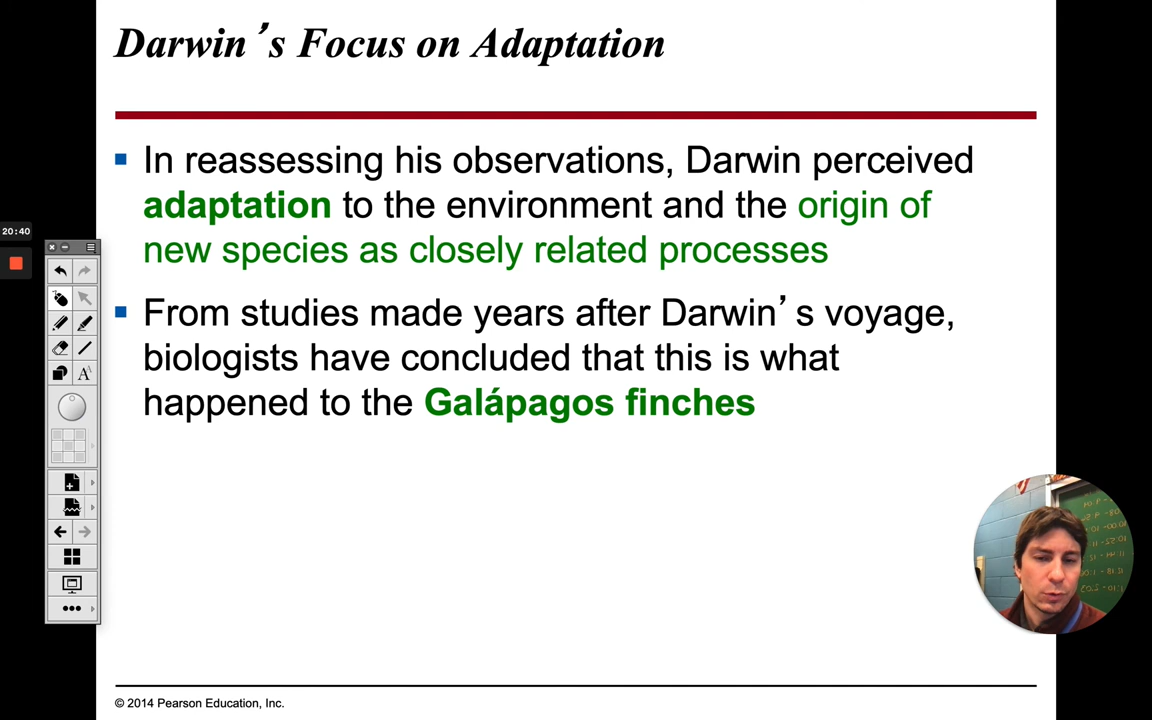 Darwin’s Focus on Adaptation
In reassessing his observations, Darwin perceived
adaptation to the environment and the origin of
new species as closely related processes
20:40
From studies made years after Darwin’s voyage,
biologists have concluded that this is what
happened to the Galápagos finches
© 2014 Pearson Education, Inc.